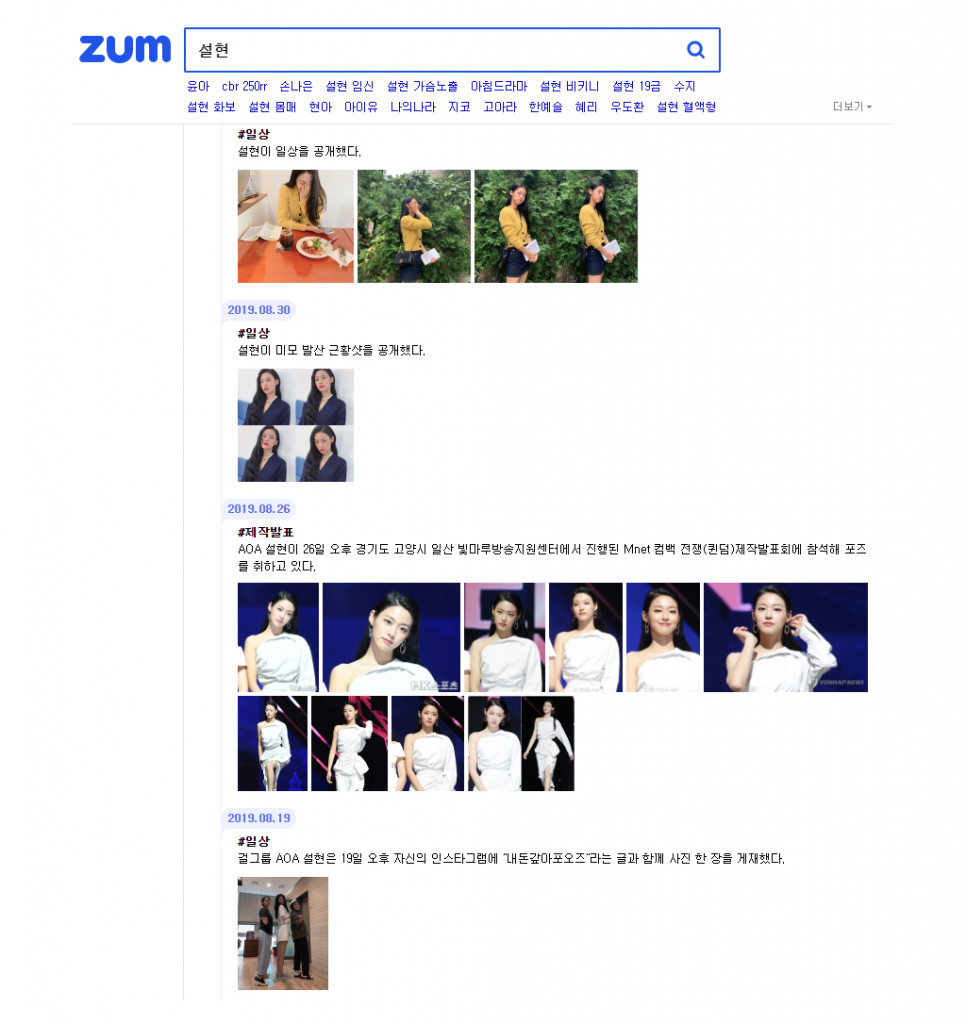 zum
설현
윤아 cbr 250rr 손나은 설현 임신 설현 가슴노출 아침드라마 설현 비키니 설현 19금 수지
설현 화보 설현 몸매 현아 아이유 나의나라 지코 고아라 한예슬 혜리 우도환 설현 혈액형
더보기
#일상
설현이 일상을 공개했다.
2019.08.30
#일상
설현이 미모 발산 근황샷을 공개했다.
2019.08.26
#제작발표
AOA 설현이 26일 오후 경기도 고양시 일산 빛마루방송지원센터에서 진행된 Mnet 컴백 전쟁(퀸덤)제작발표회에 참석해 포즈
를 취하고 있다.
MK스포츠
YONHAP NEWS
2019.08.19
#일상
걸그룹 AOA 설현은 19일 오후 자신의 인스타그램에 "내돈갚아포오즈"라는 글과 함께 사진 한 장을 게재했다.